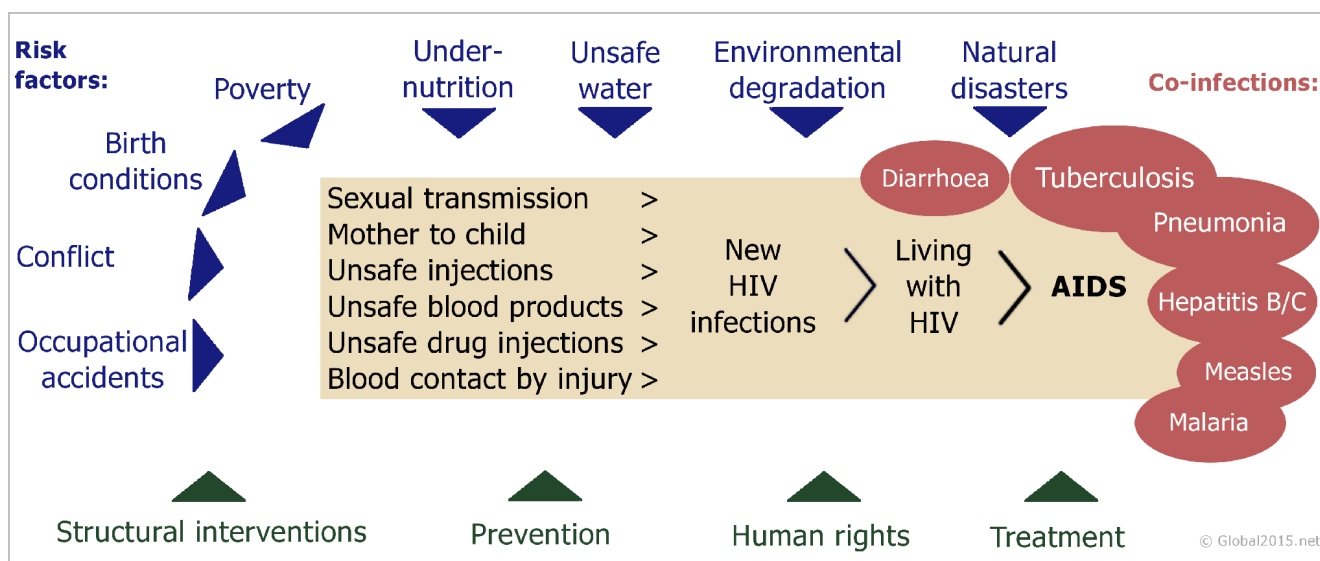 Risk
factors:
Poverty
Under-
nutrition
Unsafe
water
Environmental
degradation
Natural
disasters
Co-infections:
Birth
conditions
Conflict
Occupational
accidents
Sexual transmission >
Mother to child >
Unsafe injections >
Unsafe blood products >
Unsafe drug injections >
Blood contact by injury >
New
HIV
infections
Living
with
HIV
AIDS
Diarrhoea
Tuberculosis
Pneumonia
Hepatitis B/C
Measles
Malaria
Structural interventions
Prevention
Human rights
Treatment
© Global2015.net